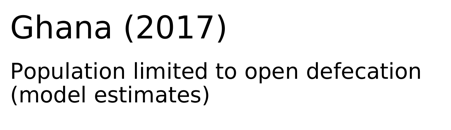 Ghana (2017)
Population limited to open defecation
(model estimates)